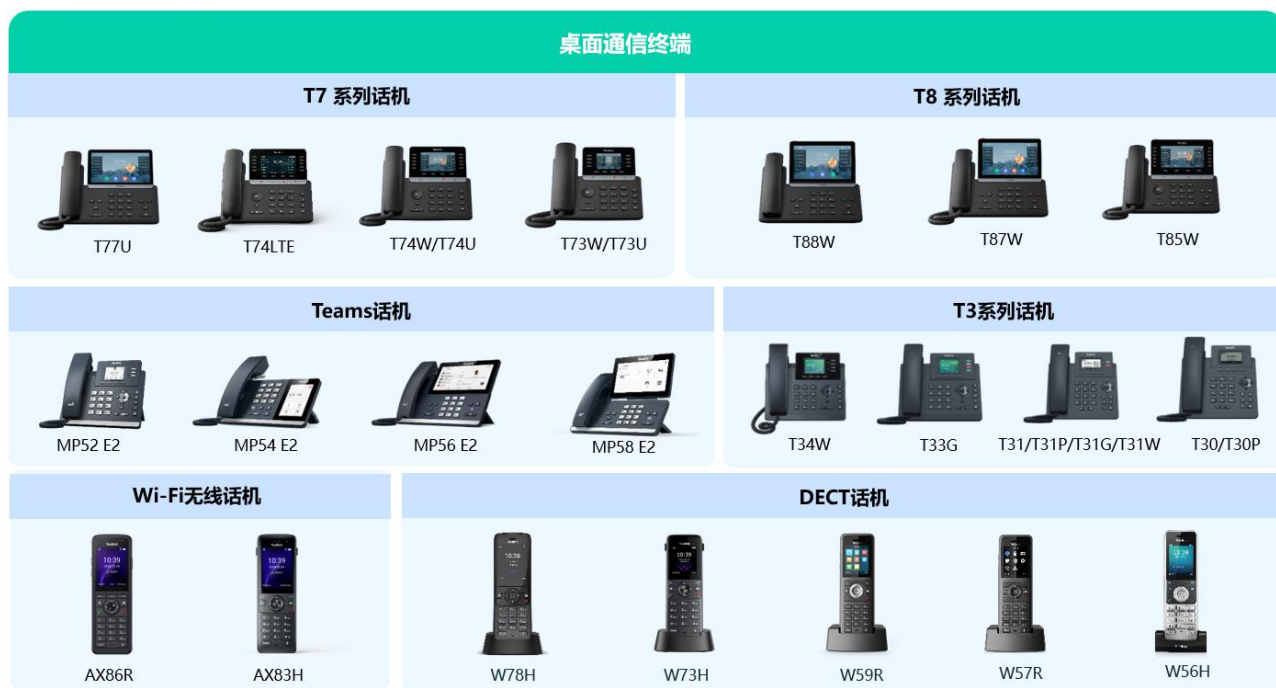 桌面通信终端
T7 系列话机
T77U
T74LTE
T74W/T74U
T73W/T73U
T8 系列话机
T88W
T87W
T85W
Teams话机
MP52 E2
MP54 E2
MP56 E2
MP58 E2
T3系列话机
T34W
T33G
T31/T31P/T31G/T31W
T30/T30P
Wi-Fi无线话机
AX86R
AX83H
DECT话机
W78H
W73H
W59R
W57R
W56H